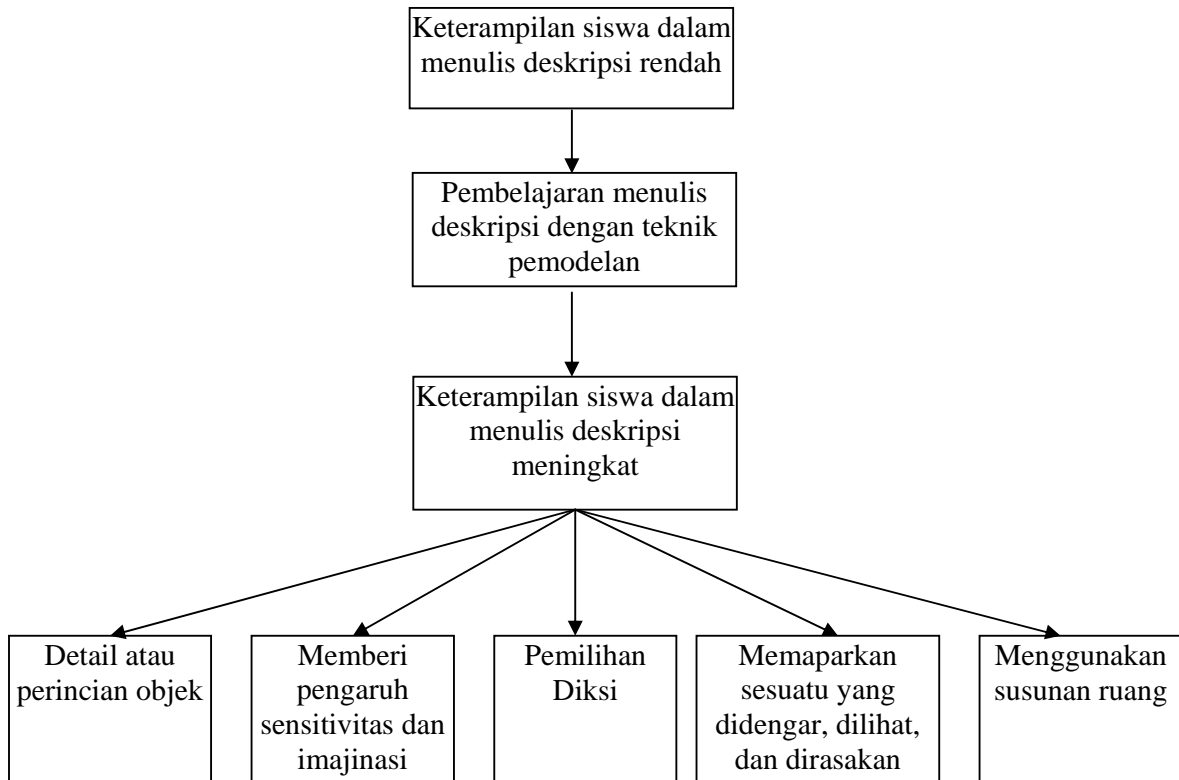 Keterampilan siswa dalam
menulis deskripsi rendah
Pembelajaran menulis
deskripsi dengan teknik
pemodelan
Keterampilan siswa dalam
menulis deskripsi
meningkat
Detail atau
perincian objek
Memberi
pengaruh
sensitivitas dan
imajinasi
Pemilihan
Diksi
Memaparkan
sesuatu yang
didengar, dilihat,
dan dirasakan
Menggunakan
susunan ruang